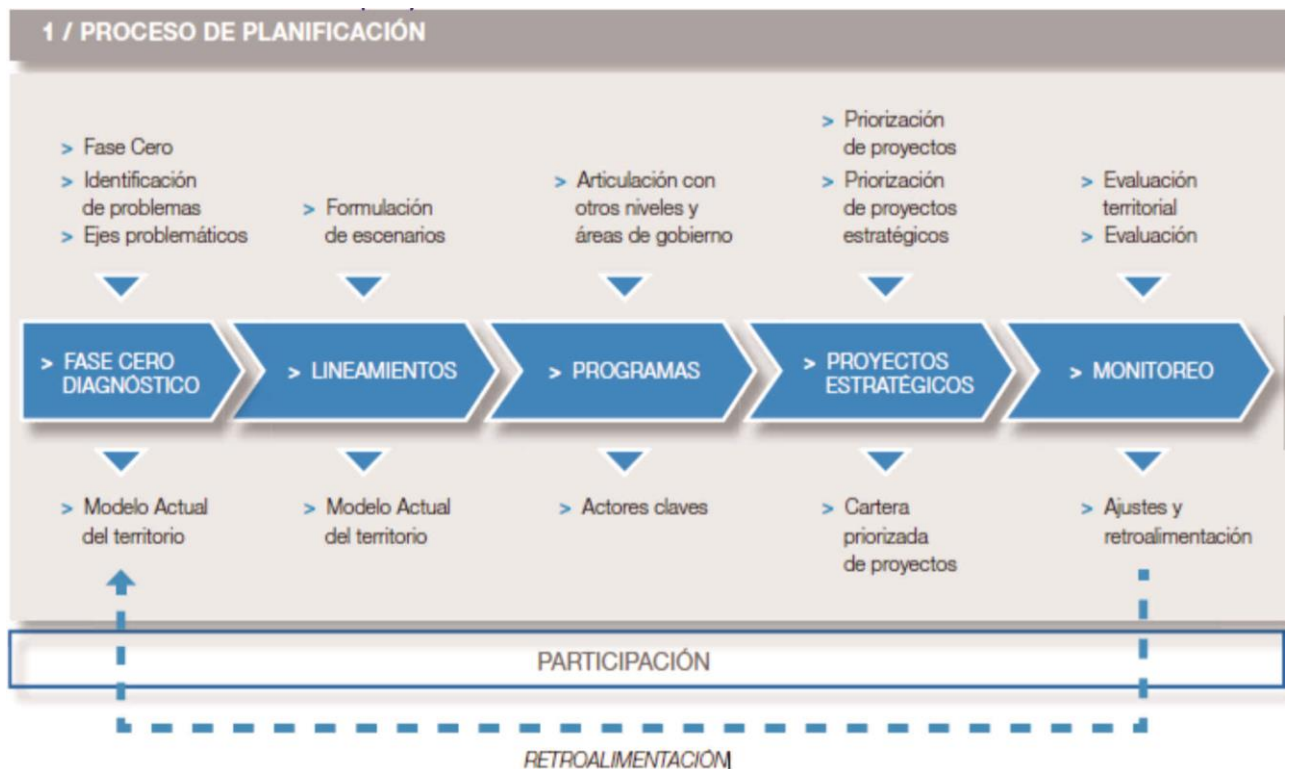 1 / PROCESO DE PLANIFICACIÓN
> Fase Cero
> Identificación
de problemas
> Ejes problemáticos
> Formulación
de escenarios
> Articulación con
otros niveles y
áreas de gobierno
> Priorización
de proyectos
> Priorización
de proyectos
estratégicos
> Evaluación
territorial
> Evaluación
> FASE CERO
DIAGNÓSTICO
> LINEAMIENTOS
> PROGRAMAS
> PROYECTOS
ESTRATÉGICOS
> MONITOREO
> Modelo Actual
del territorio
> Modelo Actual
del territorio
> Actores claves
> Cartera
priorizada
de proyectos
> Ajustes y
retroalimentación
PARTICIPACIÓN
RETROALIMENTACIÓN